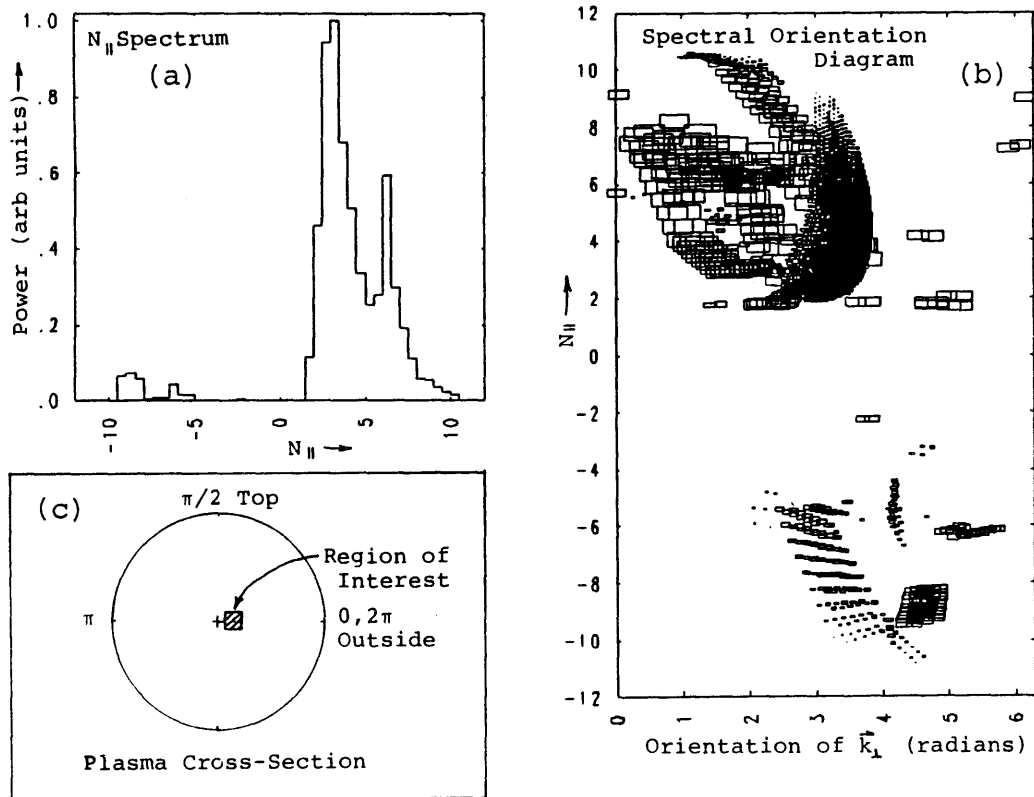 N∥ Spectrum
(a)
Power (arb units) →
1.0
.8
.6
.4
.2
.0
-10
-5
0
5
10
N∥ →
(b)
Spectral Orientation
Diagram
N∥ →
12
10
8
6
4
2
0
-2
-4
-6
-8
-10
-12
0
1
2
3
4
5
6
Orientation of k⃗⊥ (radians)
(c)
π/2 Top
Region of
Interest
π
+
0,2π
Outside
Plasma Cross-Section